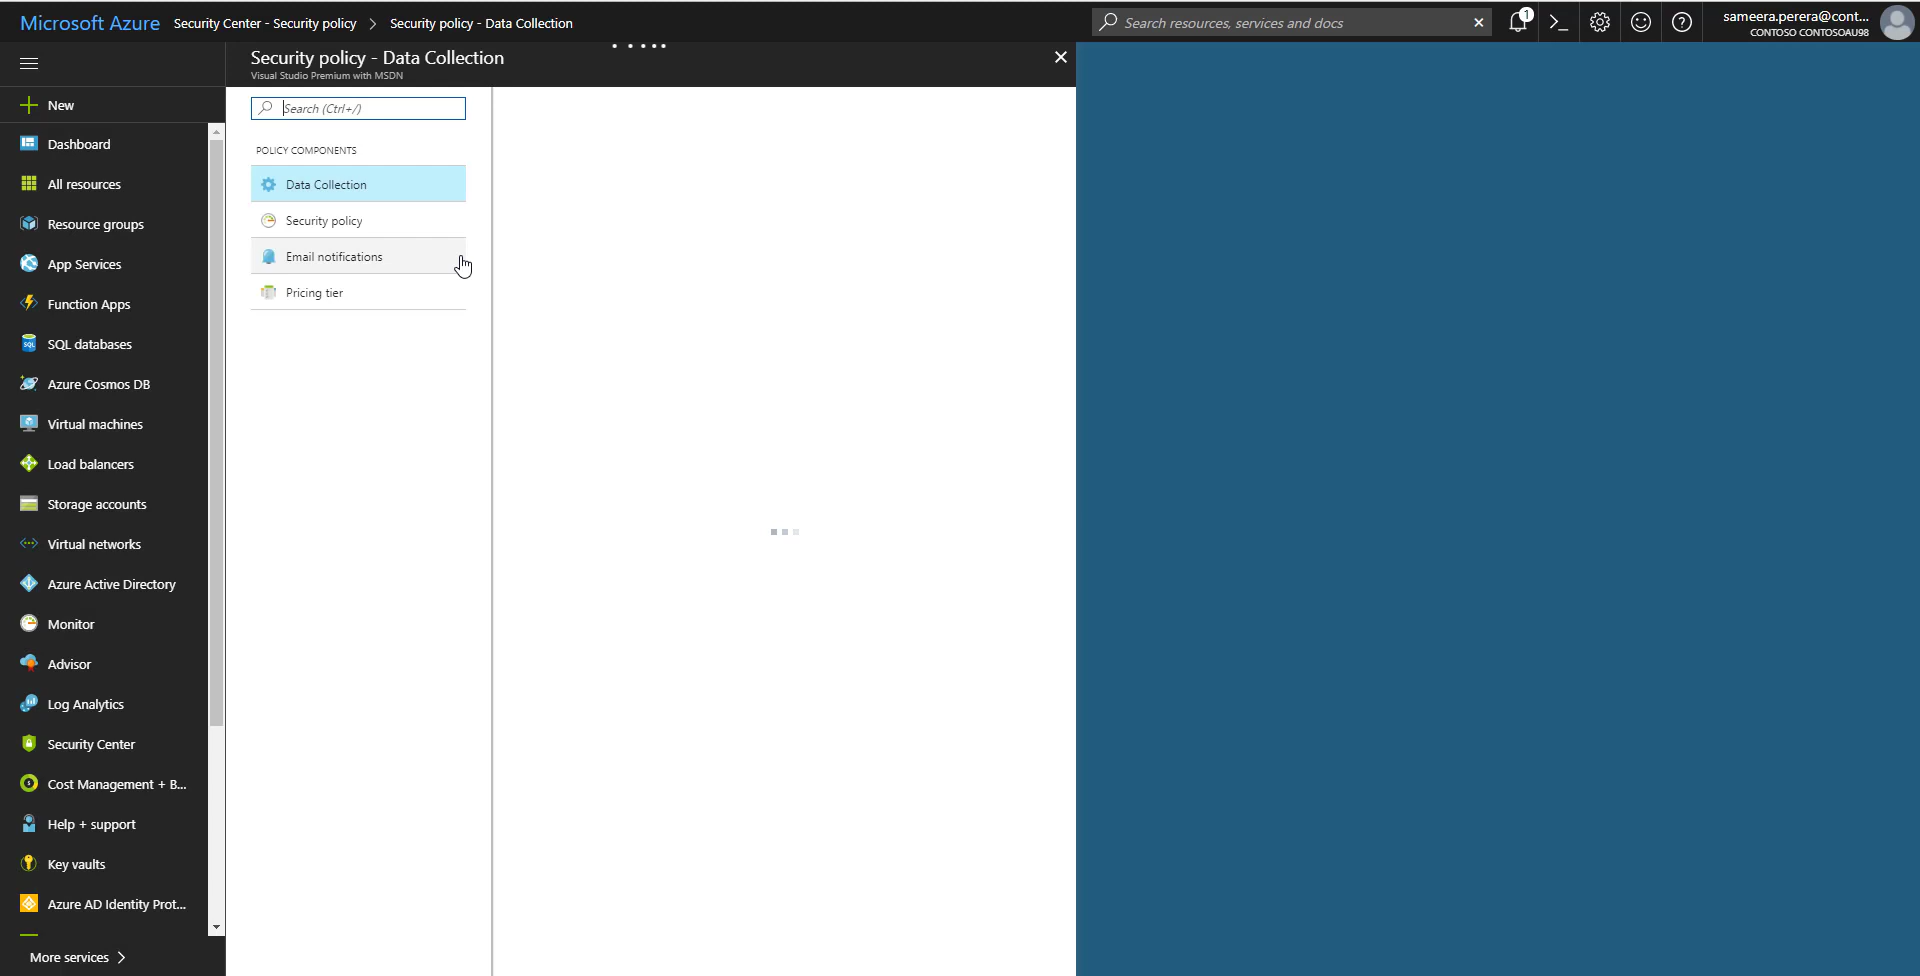 Microsoft Azure
Security Center - Security policy
Security policy - Data Collection
Search resources, services and docs
1
sameera.perera@cont...
CONTOSO CONTOSOAU98
Security policy - Data Collection
Visual Studio Premium with MSDN
New
Dashboard
All resources
Resource groups
App Services
Function Apps
SQL databases
Azure Cosmos DB
Virtual machines
Load balancers
Storage accounts
Virtual networks
Azure Active Directory
Monitor
Advisor
Log Analytics
Security Center
Cost Management + B...
Help + support
Key vaults
Azure AD Identity Prot...
More services
Search (Ctrl+/)
POLICY COMPONENTS
Data Collection
Security policy
Email notifications
Pricing tier